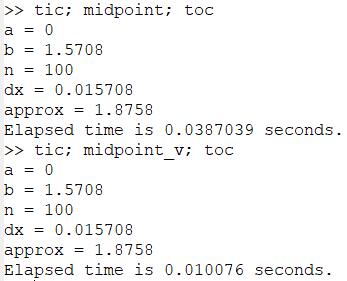 >> tic; midpoint; toc
a = 0
b = 1.5708
n = 100
dx = 0.015708
approx = 1.8758
Elapsed time is 0.0387039 seconds.
>> tic; midpoint_v; toc
a = 0
b = 1.5708
n = 100
dx = 0.015708
approx = 1.8758
Elapsed time is 0.010076 seconds.